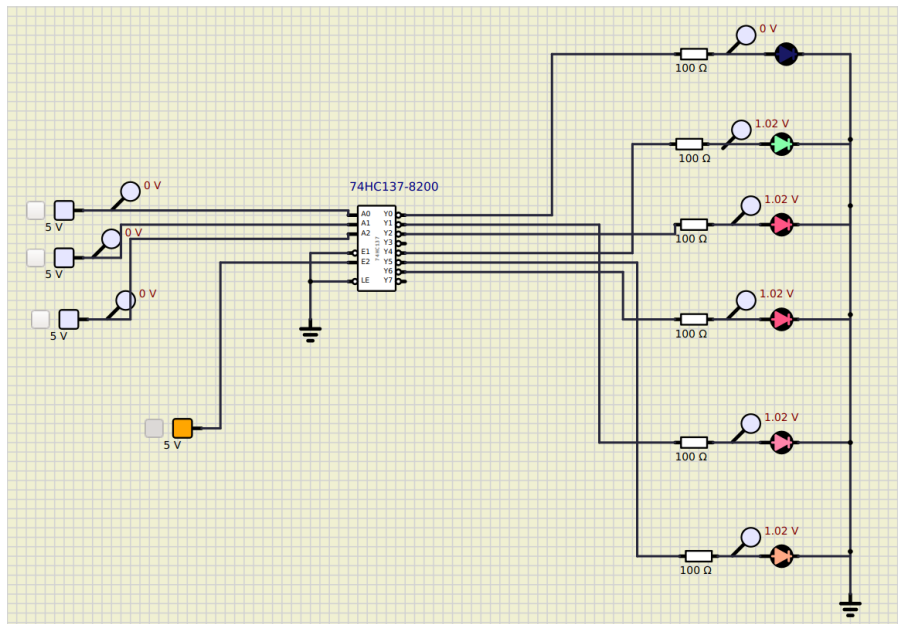 0 V
100 Ω
1.02 V
100 Ω
74HC137-8200
0 V
1.02 V
5 V
A0 Y0
A1 Y1
A2 Y2
Y3
E1 Y4
E2 Y5
Y6
LE Y7
74HC137
0 V
100 Ω
5 V
0 V
1.02 V
5 V
100 Ω
1.02 V
5 V
100 Ω
1.02 V
100 Ω